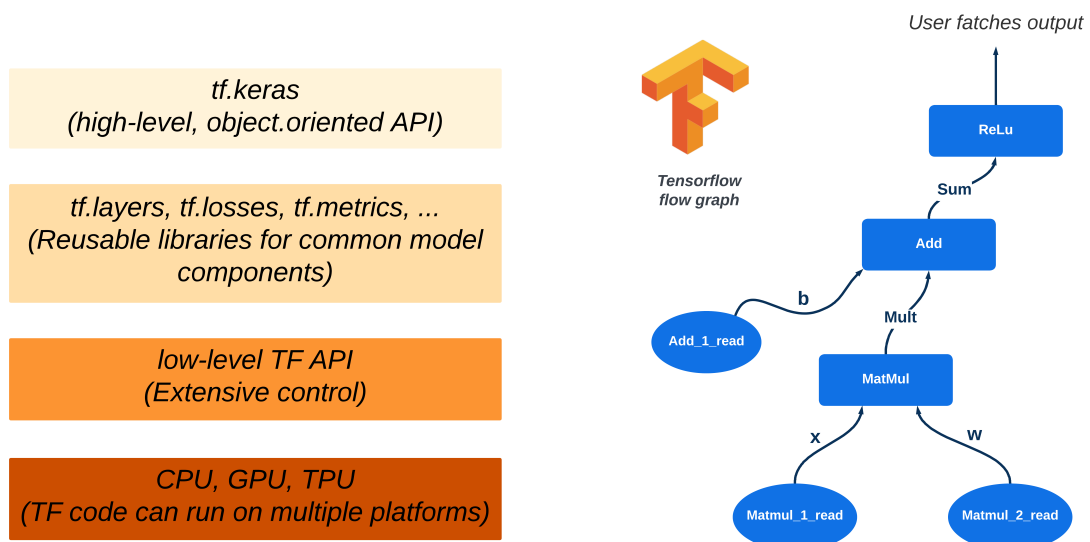 tf.keras
(high-level, object.oriented API)
tf.layers, tf.losses, tf.metrics, ...
(Reusable libraries for common model
components)
low-level TF API
(Extensive control)
CPU, GPU, TPU
(TF code can run on multiple platforms)
Tensorflow
flow graph
User fatches output
ReLu
Sum
Add
b
Mult
Add_1_read
MatMul
x
w
Matmul_1_read
Matmul_2_read